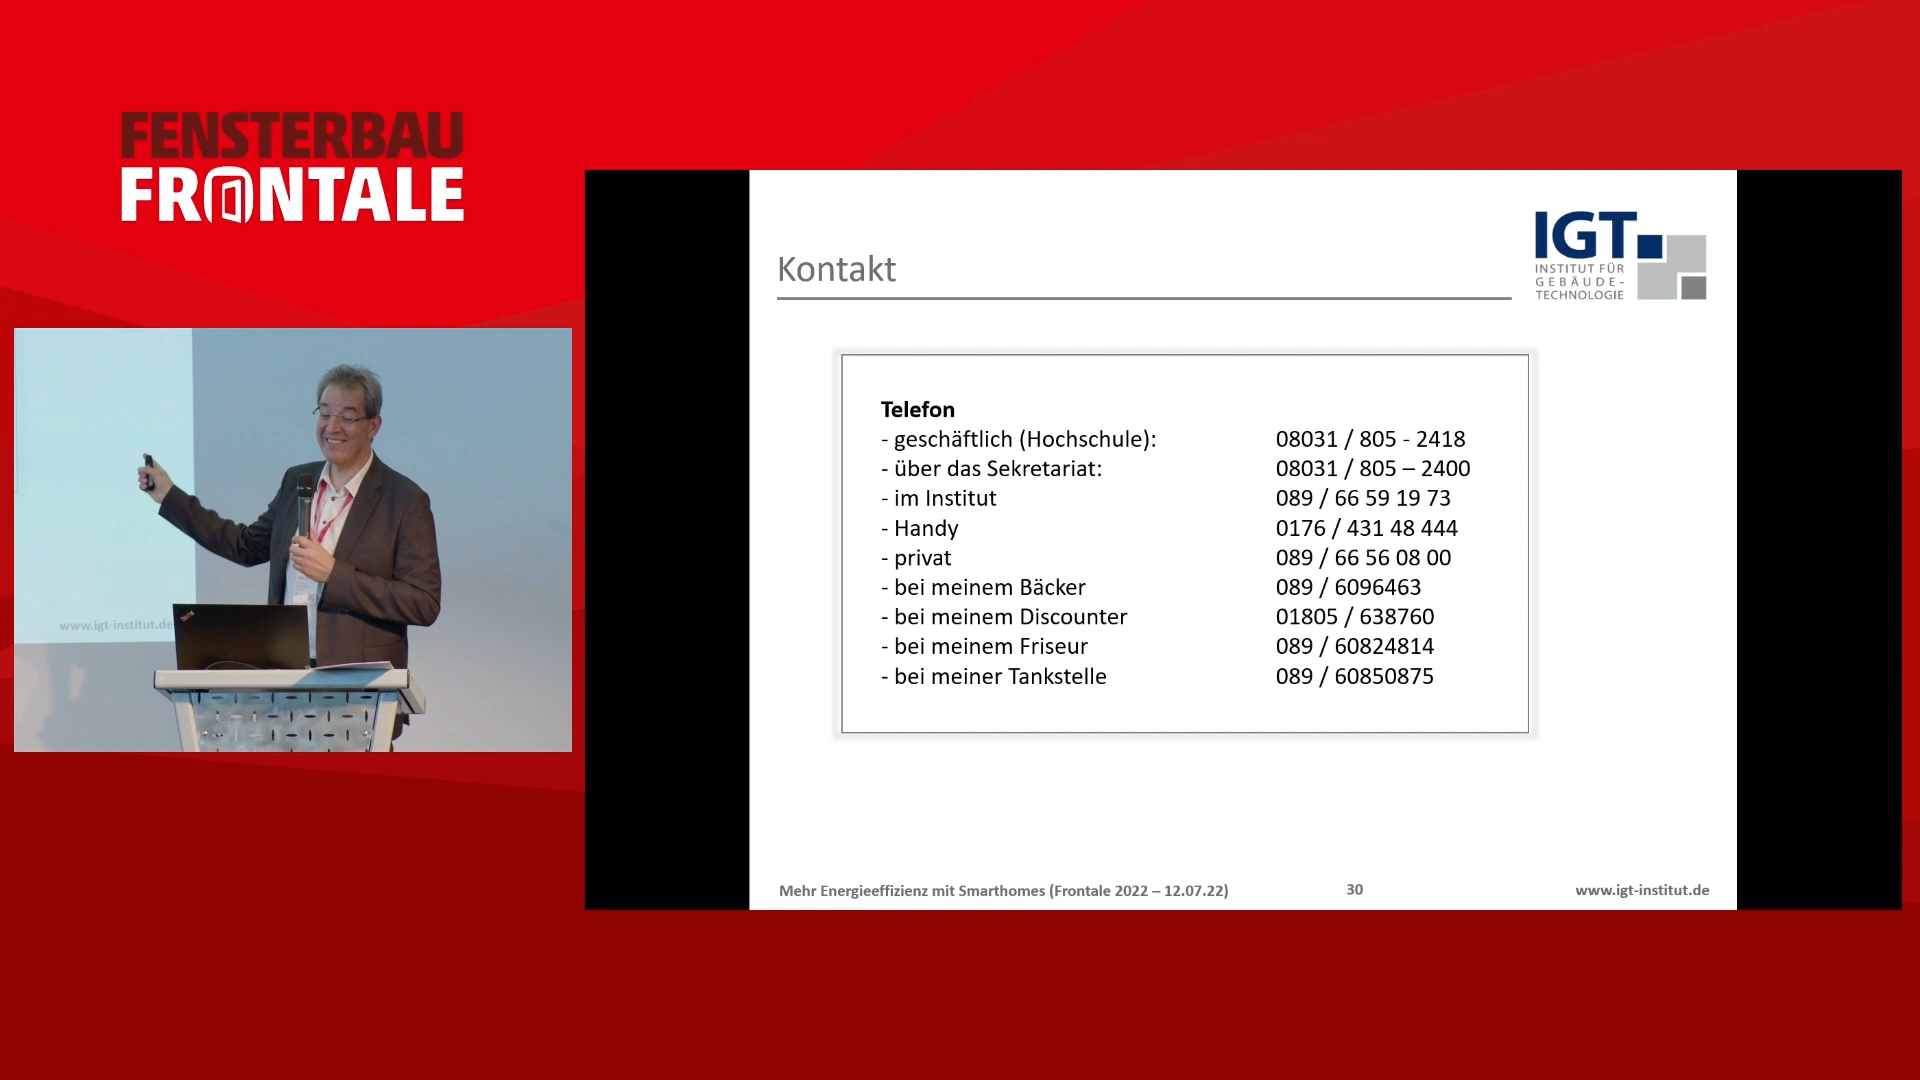 FENSTERBAU
FRONTALE
IGT
INSTITUT FÜR
GEBÄUDE-
TECHNOLOGIE
Kontakt
Telefon
- geschäftlich (Hochschule): 08031 / 805 - 2418
- über das Sekretariat: 08031 / 805 – 2400
- im Institut 089 / 66 59 19 73
- Handy 0176 / 431 48 444
- privat 089 / 66 56 08 00
- bei meinem Bäcker 089 / 6096463
- bei meinem Discounter 01805 / 638760
- bei meinem Friseur 089 / 60824814
- bei meiner Tankstelle 089 / 60850875
www.igt-institut.de
Mehr Energieeffizienz mit Smarthomes (Frontale 2022 – 12.07.22) 30 www.igt-institut.de